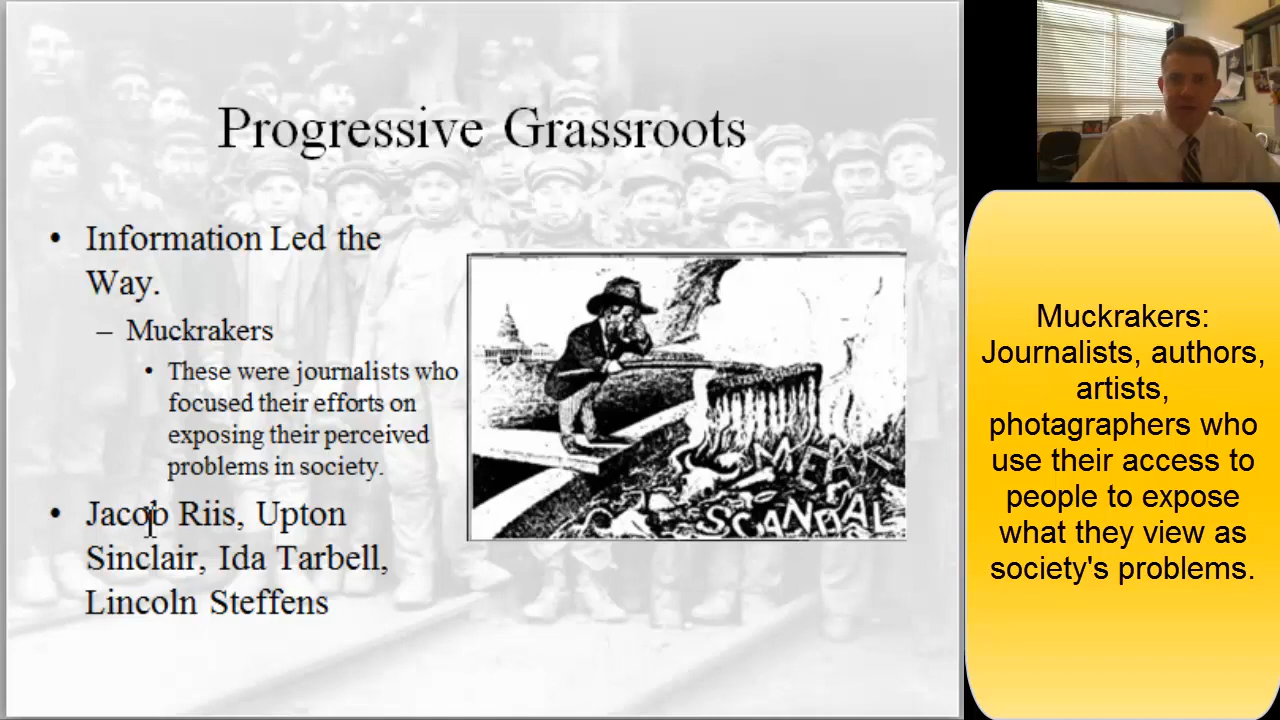 Progressive Grassroots
• Information Led the
Way.
– Muckrakers
• These were journalists who
focused their efforts on
exposing their perceived
problems in society.
• Jacob Riis, Upton
Sinclair, Ida Tarbell,
Lincoln Steffens
MEAT
SCANDAL
Muckrakers:
Journalists, authors,
artists,
photagraphers who
use their access to
people to expose
what they view as
society's problems.